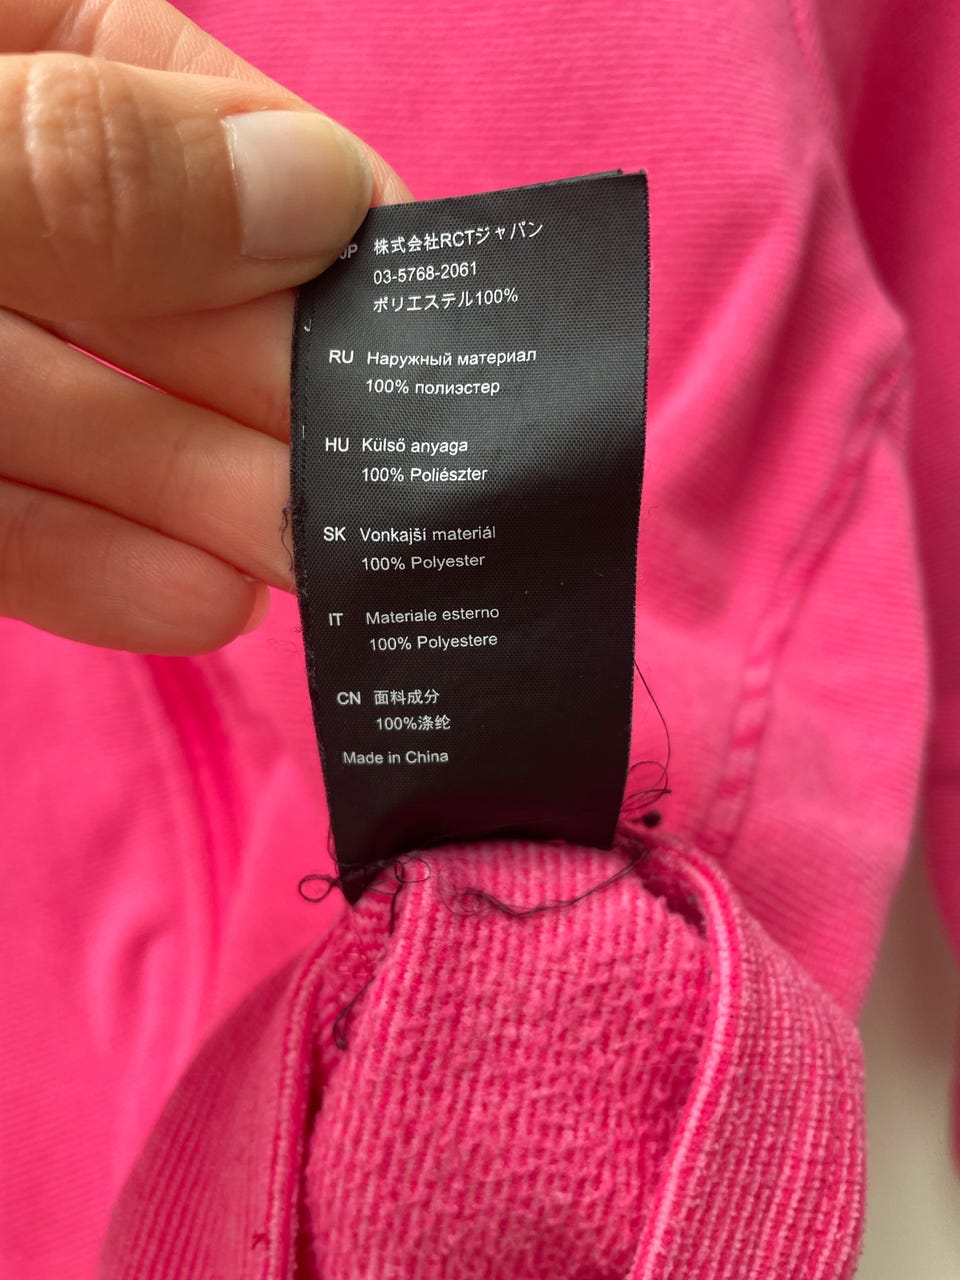 JP 株式会社RCTジャパン
03-5768-2061
ポリエステル100%
RU Наружный материал
100% полиэстер
HU Külső anyaga
100% Poliészter
SK Vonkajší materiál
100% Polyester
IT Materiale esterno
100% Polyestere
CN 面料成分
100%涤纶
Made in China